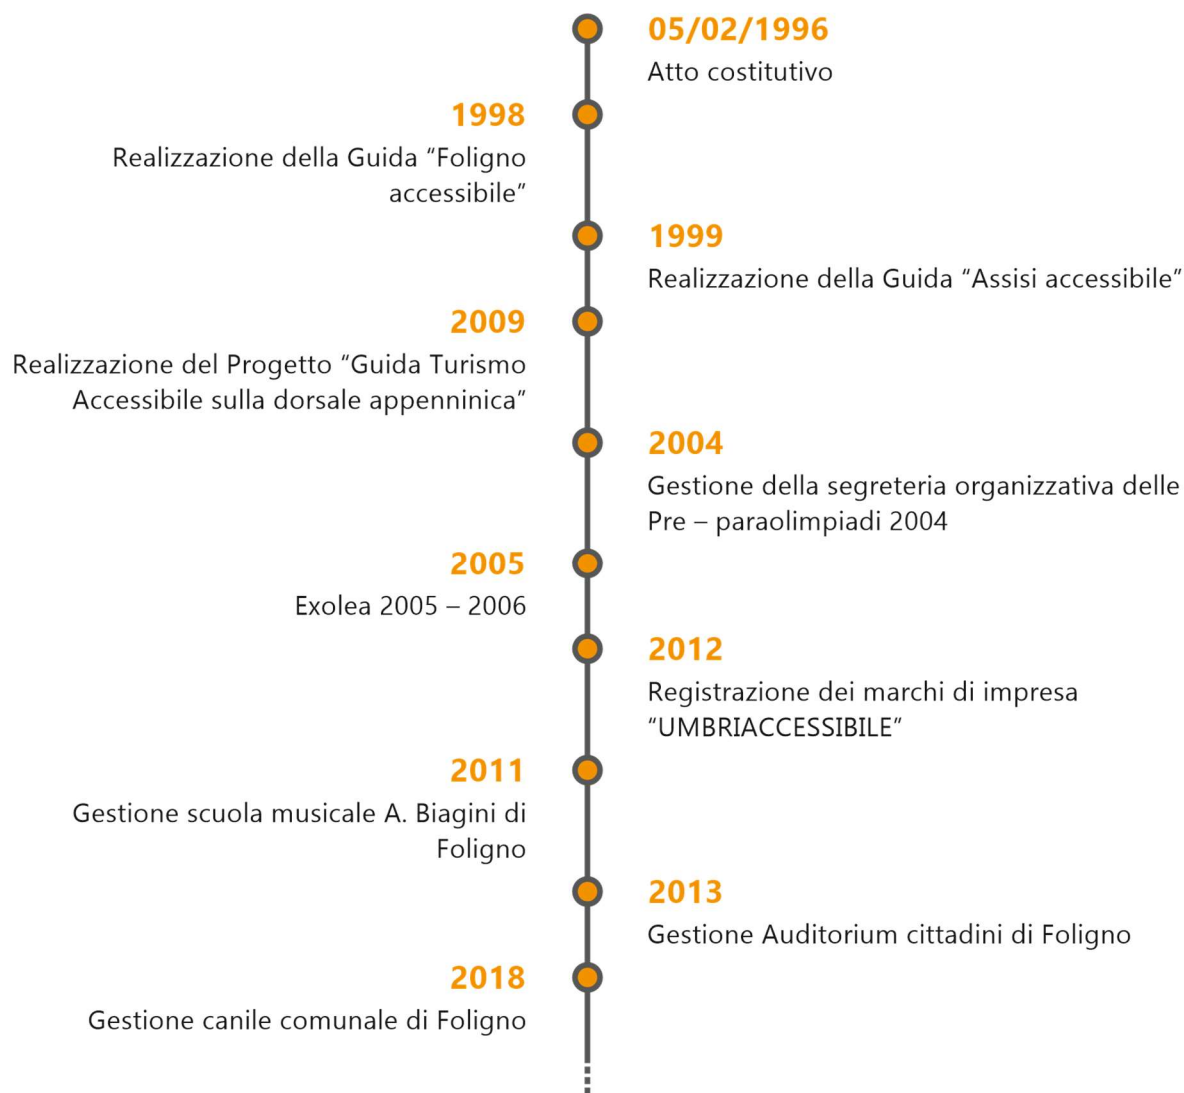 05/02/1996
Atto costitutivo
1998
Realizzazione della Guida “Foligno
accessibile”
1999
Realizzazione della Guida “Assisi accessibile”
2009
Realizzazione del Progetto “Guida Turismo
Accessibile sulla dorsale appenninica”
2004
Gestione della segreteria organizzativa delle
Pre – paraolimpiadi 2004
2005
Exolea 2005 – 2006
2012
Registrazione dei marchi di impresa
“UMBRIACCESSIBILE”
2011
Gestione scuola musicale A. Biagini di
Foligno
2013
Gestione Auditorium cittadini di Foligno
2018
Gestione canile comunale di Foligno